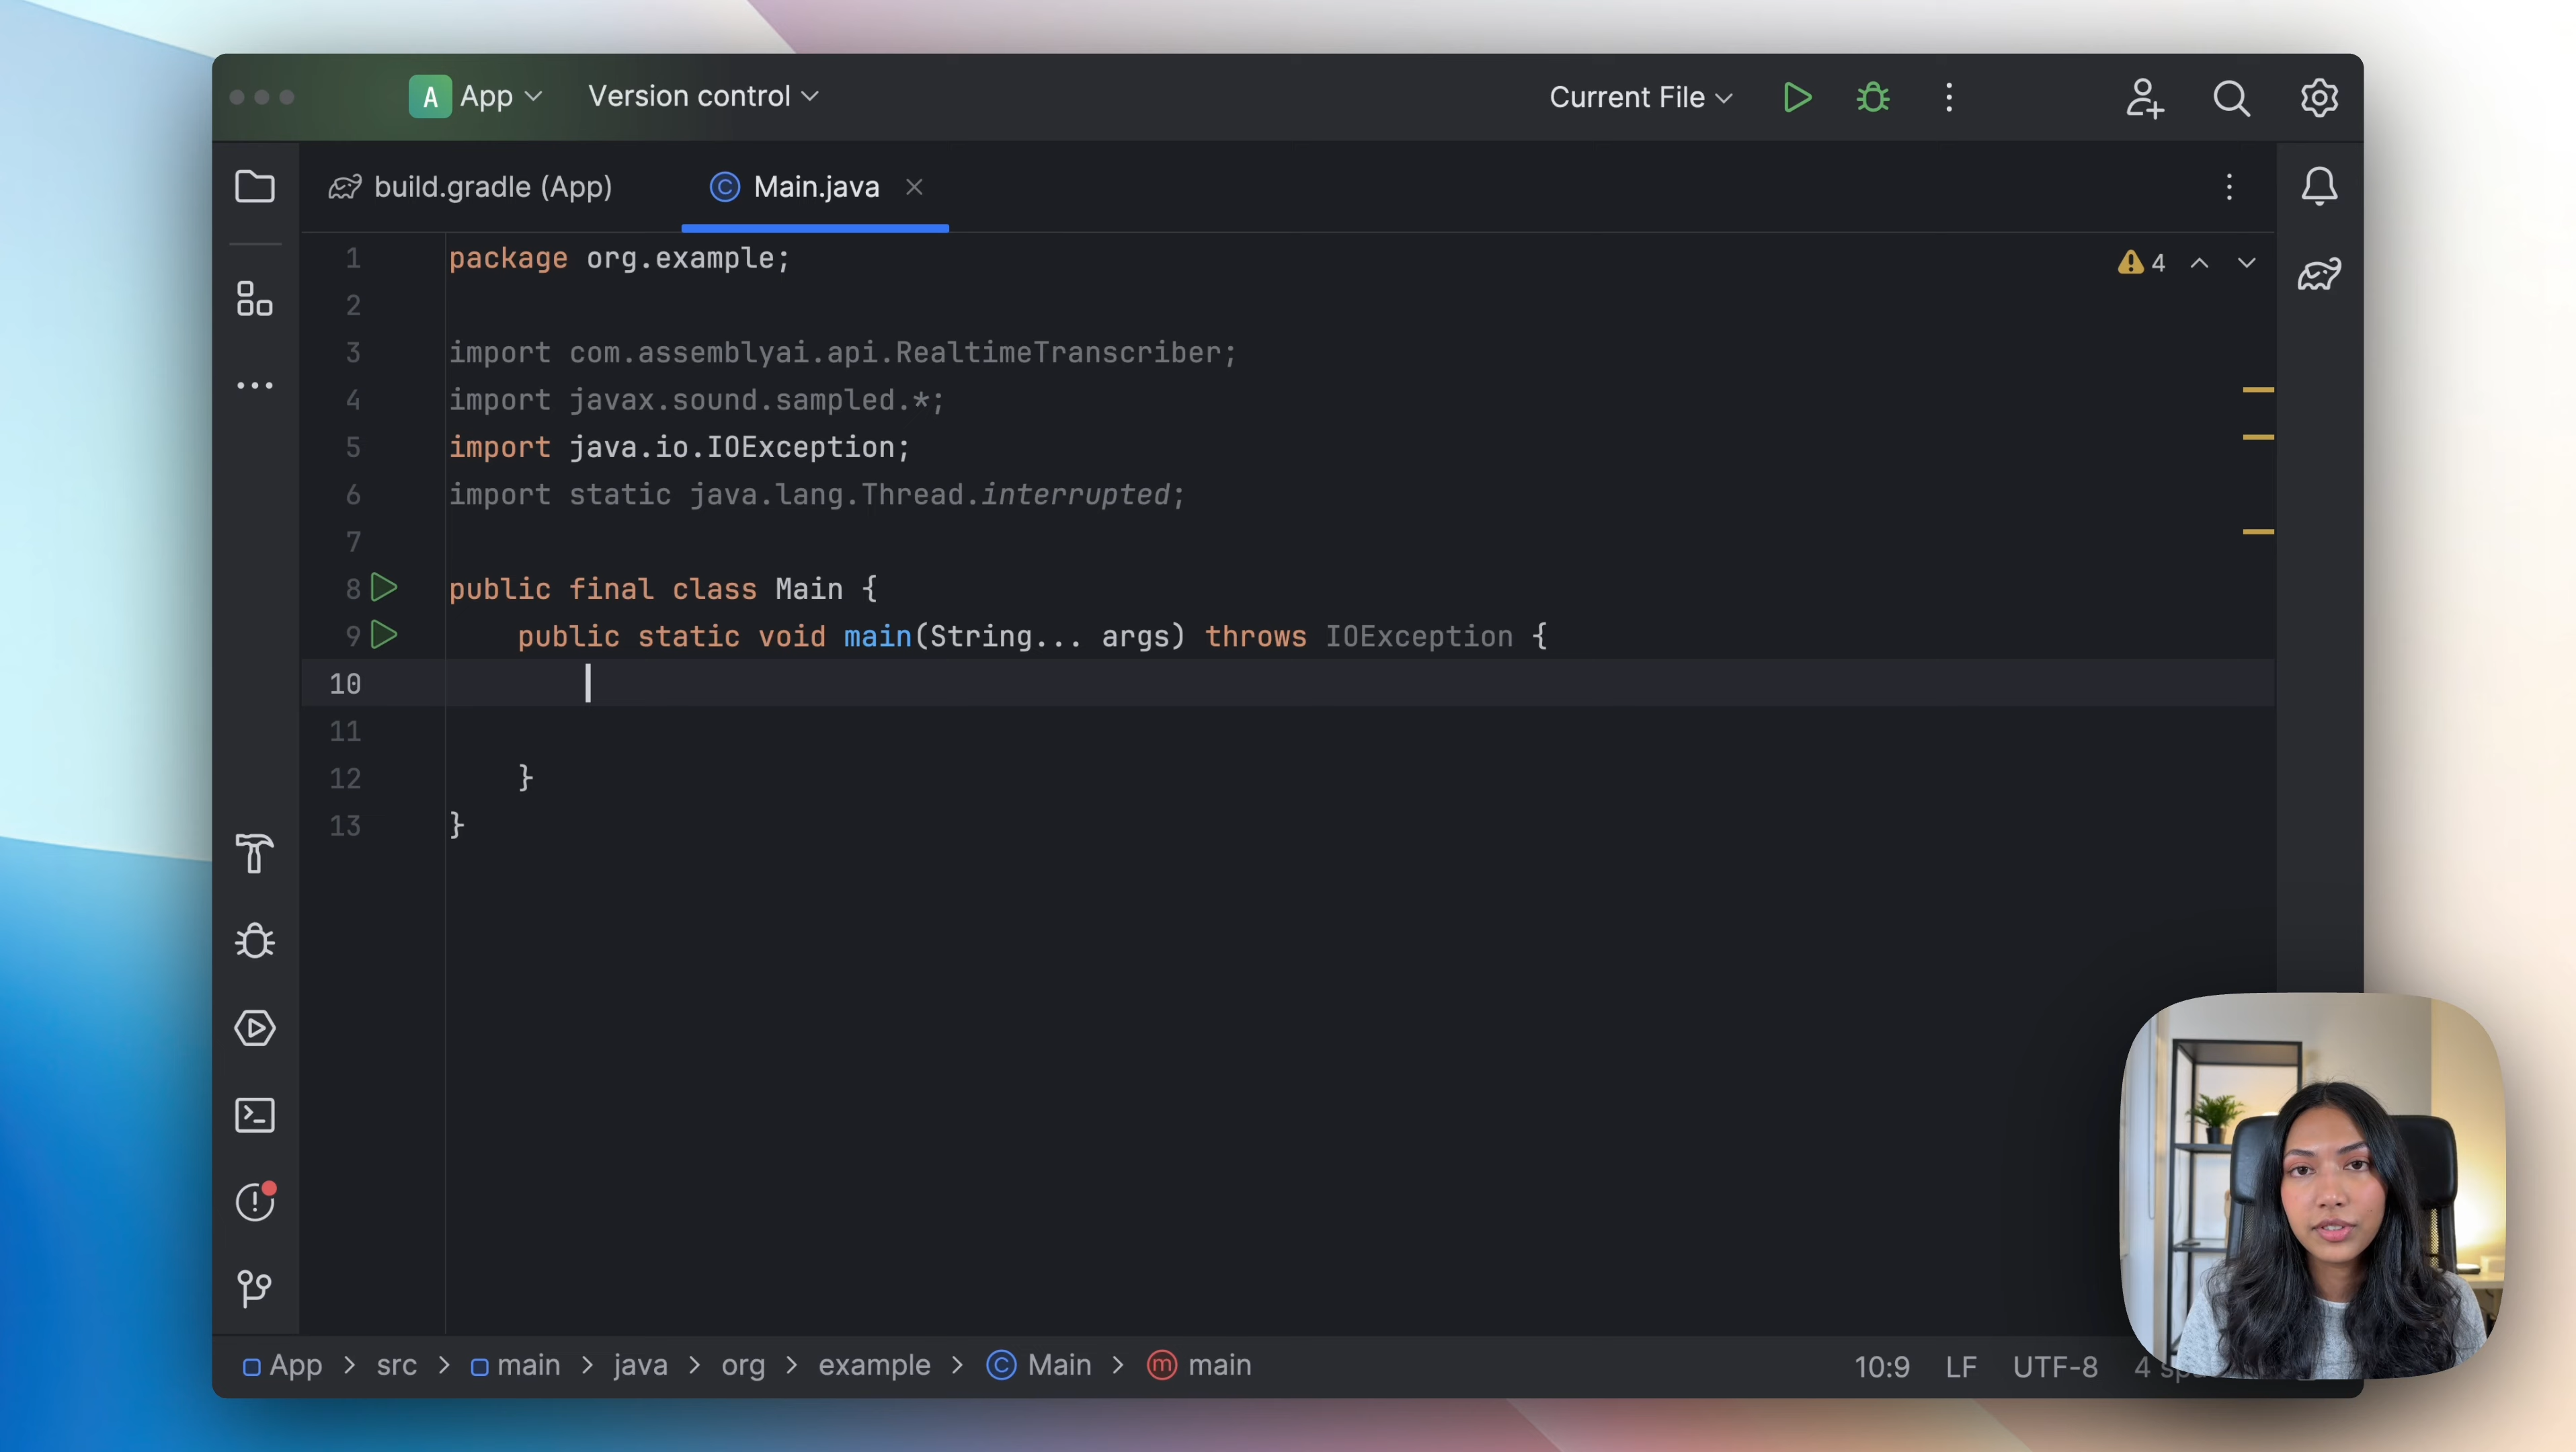 A App Version control Current File
build.gradle (App) Main.java
4
1 package org.example;
2
3 import com.assemblyai.api.RealtimeTranscriber;
4 import javax.sound.sampled.*;
5 import java.io.IOException;
6 import static java.lang.Thread.interrupted;
7
8 public final class Main {
9 public static void main(String... args) throws IOException {
10
11
12 }
13 }
App > src > main > java > org > example > Main > main 10:9 LF UTF-8 4